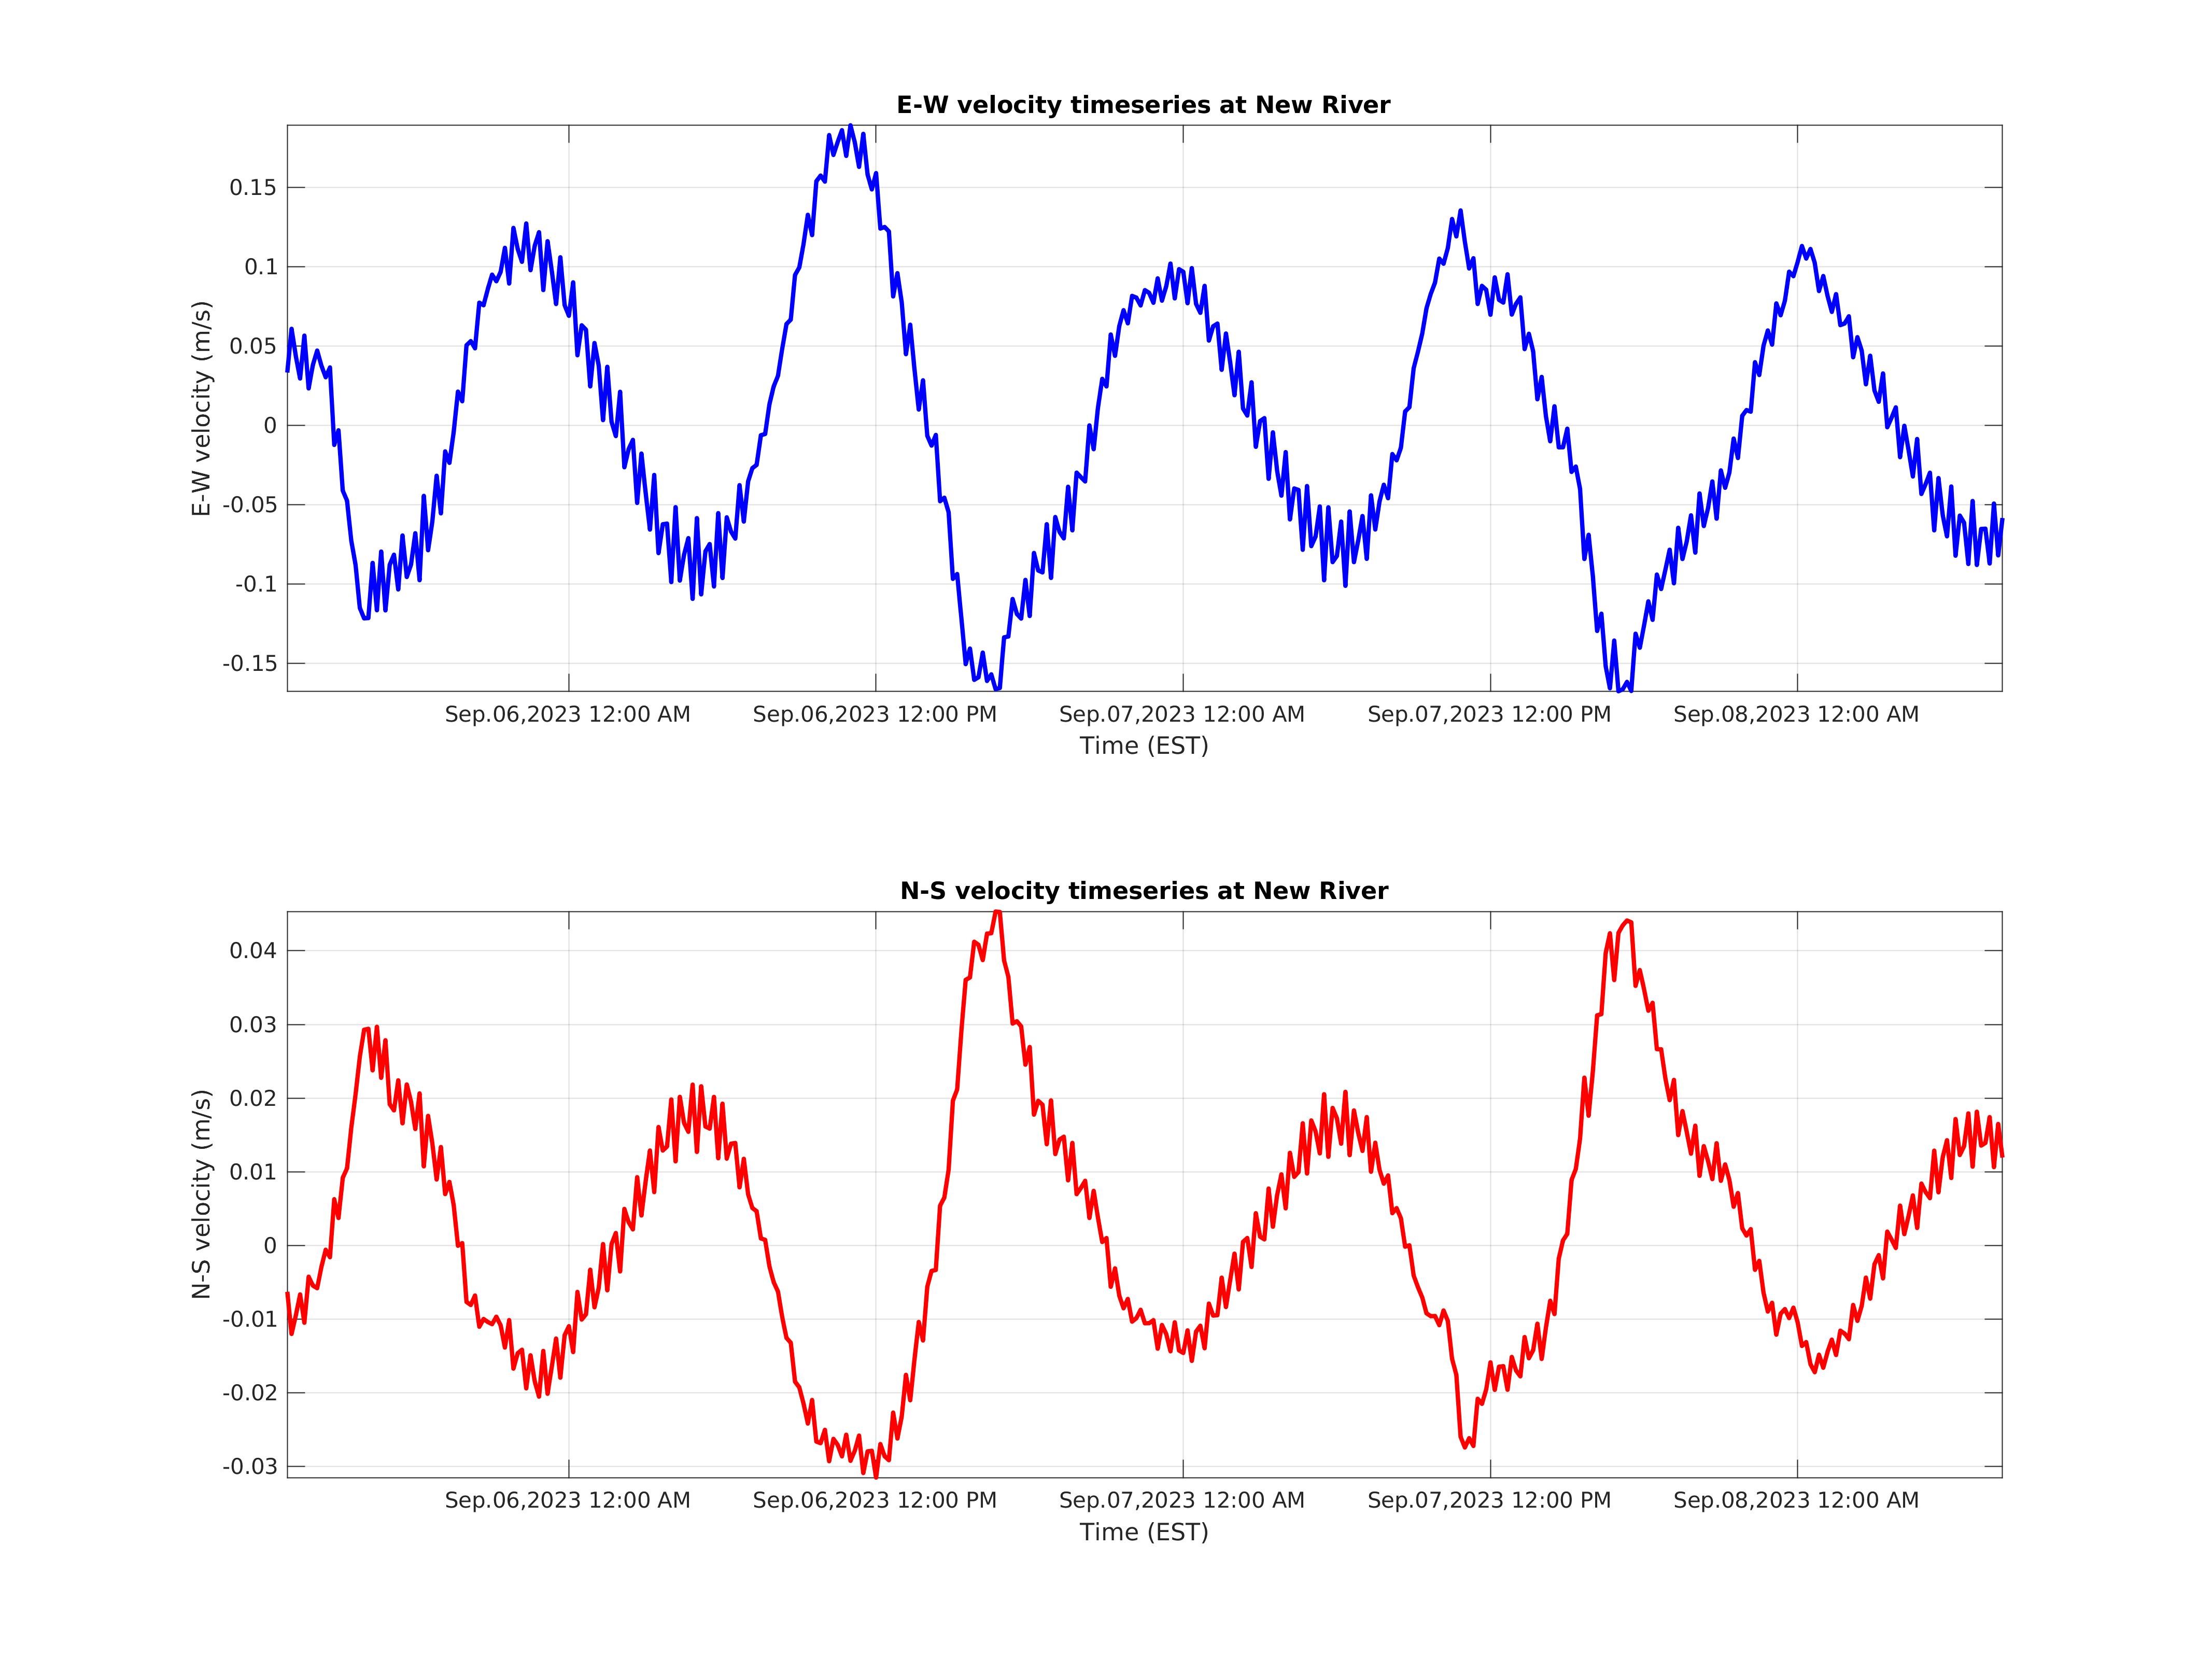 E-W velocity timeseries at New River
E-W velocity (m/s)
0.15
0.1
0.05
0
-0.05
-0.1
-0.15
Sep.06,2023 12:00 AM
Sep.06,2023 12:00 PM
Sep.07,2023 12:00 AM
Sep.07,2023 12:00 PM
Sep.08,2023 12:00 AM
Time (EST)
N-S velocity timeseries at New River
N-S velocity (m/s)
0.04
0.03
0.02
0.01
0
-0.01
-0.02
-0.03
Sep.06,2023 12:00 AM
Sep.06,2023 12:00 PM
Sep.07,2023 12:00 AM
Sep.07,2023 12:00 PM
Sep.08,2023 12:00 AM
Time (EST)